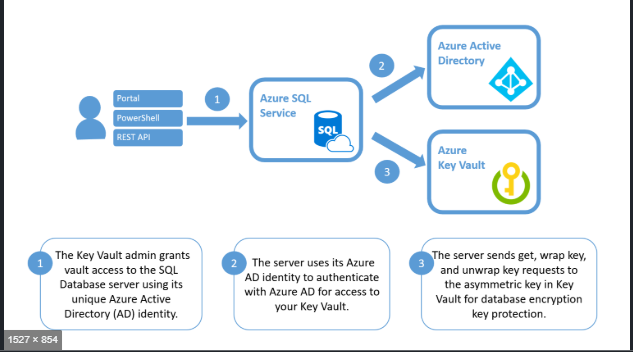 Portal
PowerShell
REST API
1
Azure SQL
Service
SQL
2
Azure Active
Directory
3
Azure
Key Vault
1
The Key Vault admin grants
vault access to the SQL
Database server using its
unique Azure Active
Directory (AD) identity.
2
The server uses its Azure
AD identity to authenticate
with Azure AD for access to
your Key Vault.
3
The server sends get, wrap key,
and unwrap key requests to
the asymmetric key in Key
Vault for database encryption
key protection.
1527 × 854